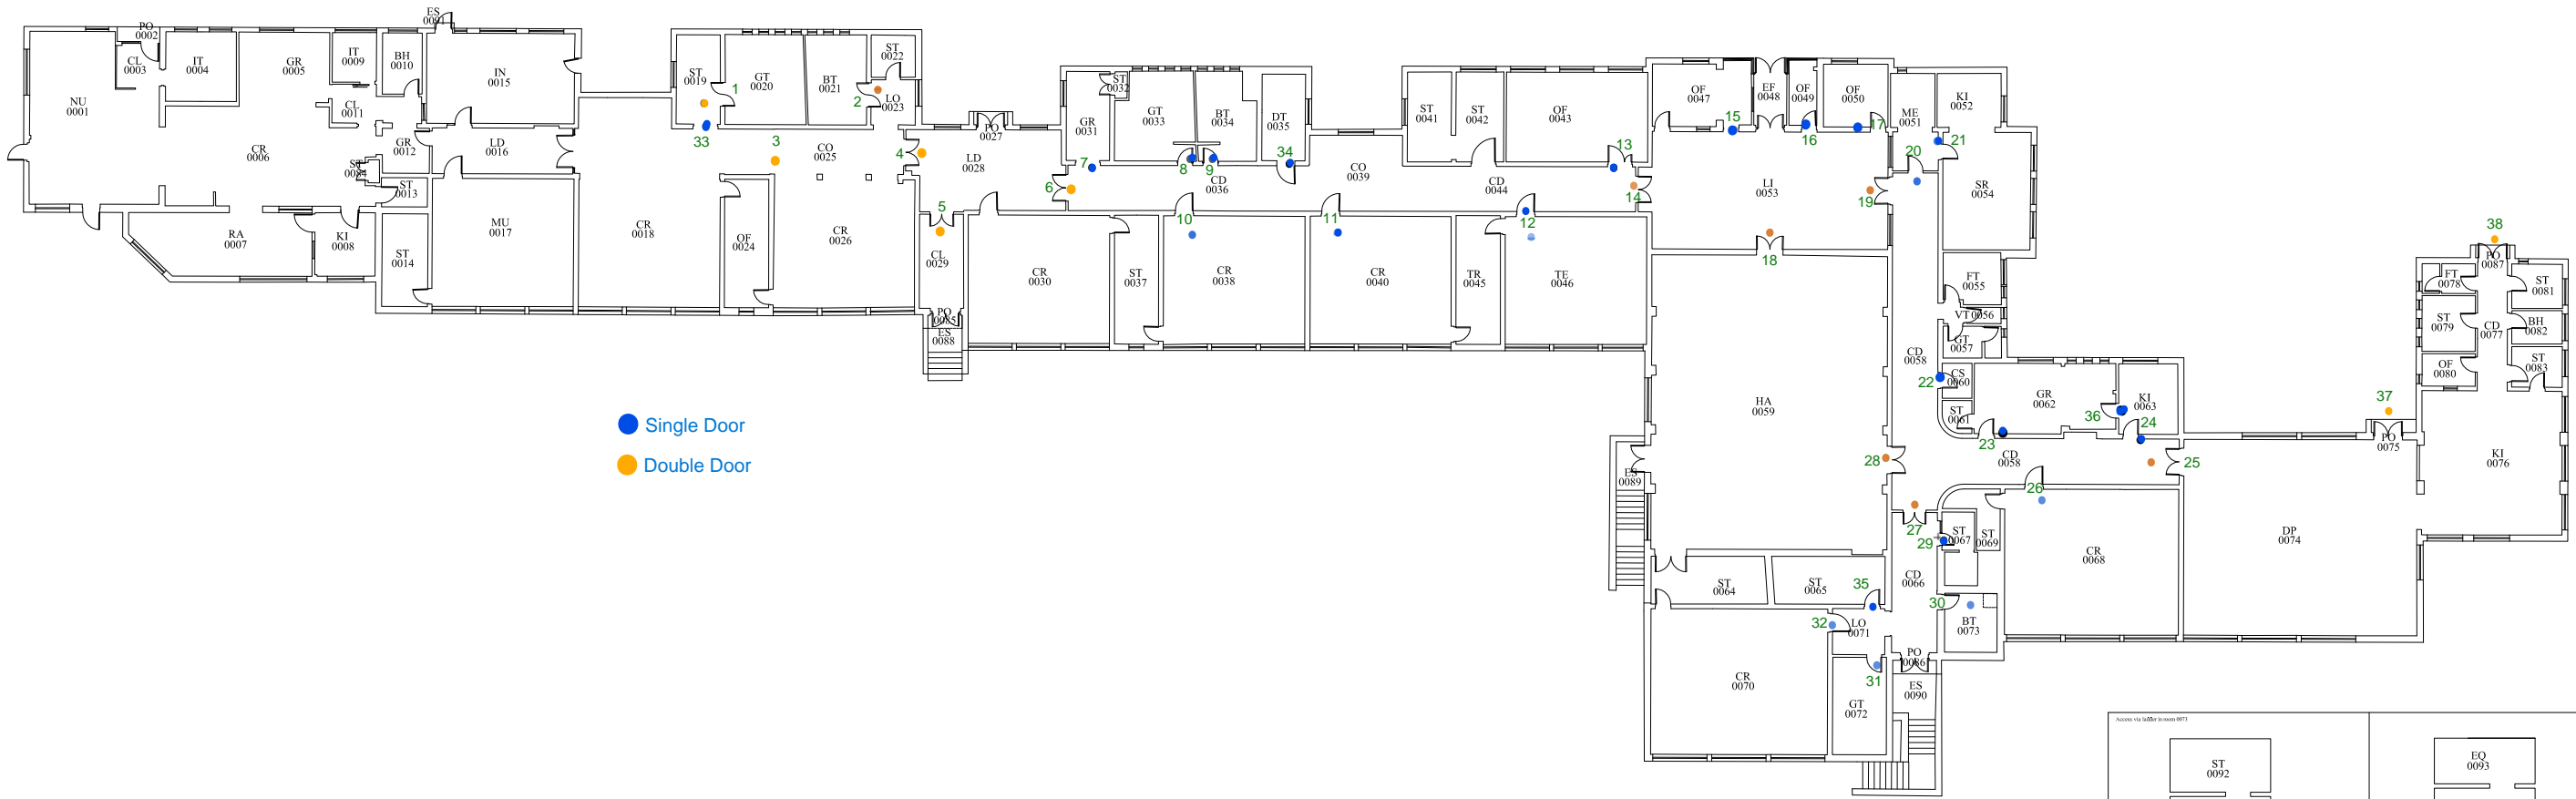 ES
0091
PO
0002
CL
0003
IT
0004
GR
0005
IT
0009
BH
0010
IN
0015
NU
0001
CL
0011
CR
0006
GR
0012
LD
0016
ST
0084
ST
0013
RA
0007
KI
0008
ST
0014
MU
0017
CR
0018
ST
0019
GT
0020
BT
0021
ST
0022
LO
0023
1
2
33
3
CO
0025
4
OF
0024
CR
0026
LD
0028
PO
0027
5
6
CL
0029
PO
0085
ES
0088
CR
0030
GR
0031
ST
0032
GT
0033
BT
0034
DT
0035
7
8
9
34
CD
0036
CO
0039
10
11
ST
0037
CR
0038
CR
0040
ST
0041
ST
0042
OF
0043
13
CD
0044
14
12
TR
0045
TE
0046
OF
0047
EF
0048
OF
0049
OF
0050
15
16
17
ME
0051
KI
0052
21
20
LI
0053
19
18
SR
0054
FT
0055
VT 0056
GT
0057
CD
0058
22
CS
0060
ST
0061
GR
0062
36
KI
0063
24
23
CD
0058
25
26
HA
0059
28
ES
0089
27
29
ST
0067
ST
0069
CR
0068
CD
0066
ST
0064
ST
0065
35
30
32
LO
0071
BT
0073
31
PO
0086
CR
0070
GT
0072
ES
0090
DP
0074
37
PO
0075
38
PO
0087
FT
0078
ST
0081
ST
0079
CD
0077
BH
0082
OF
0080
ST
0083
KI
0076
Single Door
Double Door
Access via ladder in room 0073
ST
0092
EQ
0093